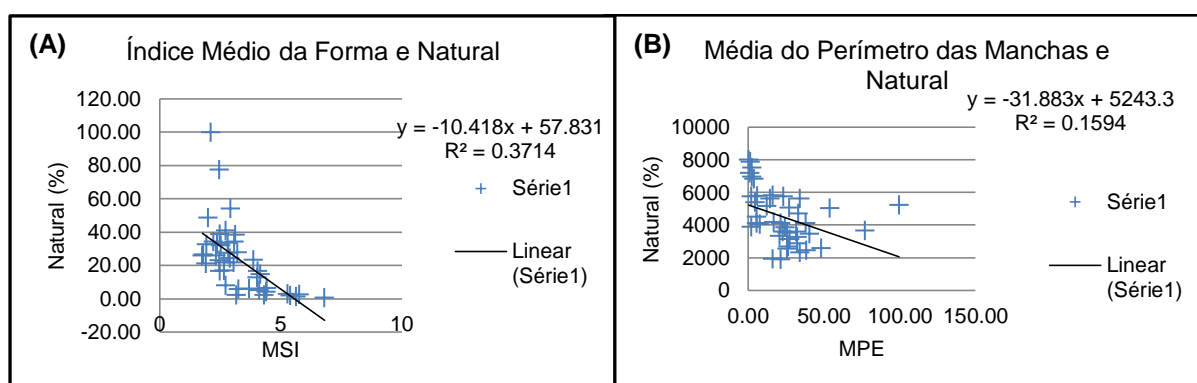 (A)
Índice Médio da Forma e Natural
120.00
100.00
80.00
60.00
40.00
20.00
0.00
-20.00
0
5
10
Natural (%)
MSI
y = -10.418x + 57.831
R² = 0.3714
Série1
Linear
(Série1)
(B)
Média do Perímetro das Manchas e
Natural
y = -31.883x + 5243.3
R² = 0.1594
10000
8000
6000
4000
2000
0
0.00
50.00
100.00
150.00
Natural (%)
MPE
Série1
Linear
(Série1)